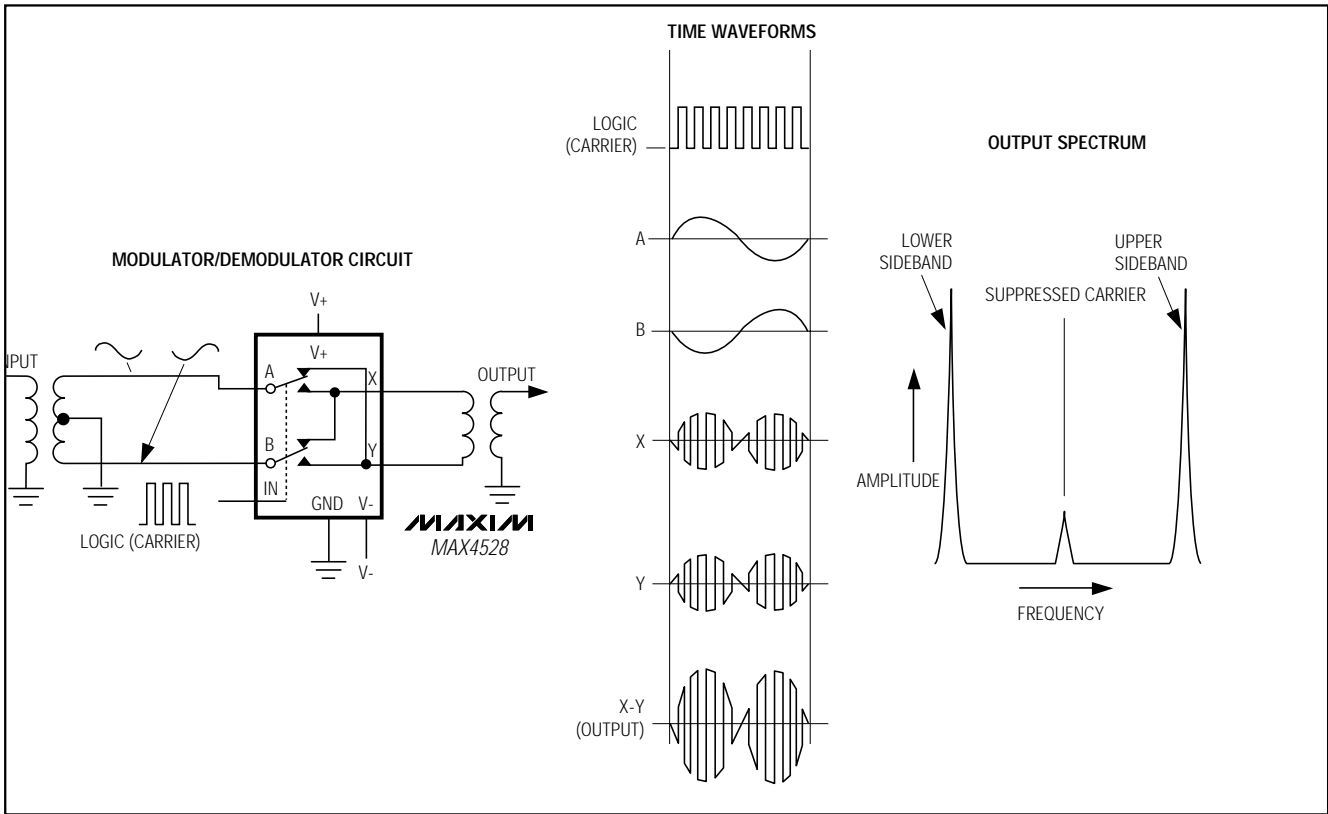 MODULATOR/DEMODULATOR CIRCUIT
V+
V+
A
X
B
Y
IN
GND
V-
V-
NPUT
OUTPUT
LOGIC (CARRIER)
MAXIM
MAX4528
TIME WAVEFORMS
LOGIC
(CARRIER)
A
B
X
Y
X-Y
(OUTPUT)
OUTPUT SPECTRUM
LOWER
SIDEBAND
UPPER
SIDEBAND
SUPPRESSED CARRIER
AMPLITUDE
FREQUENCY